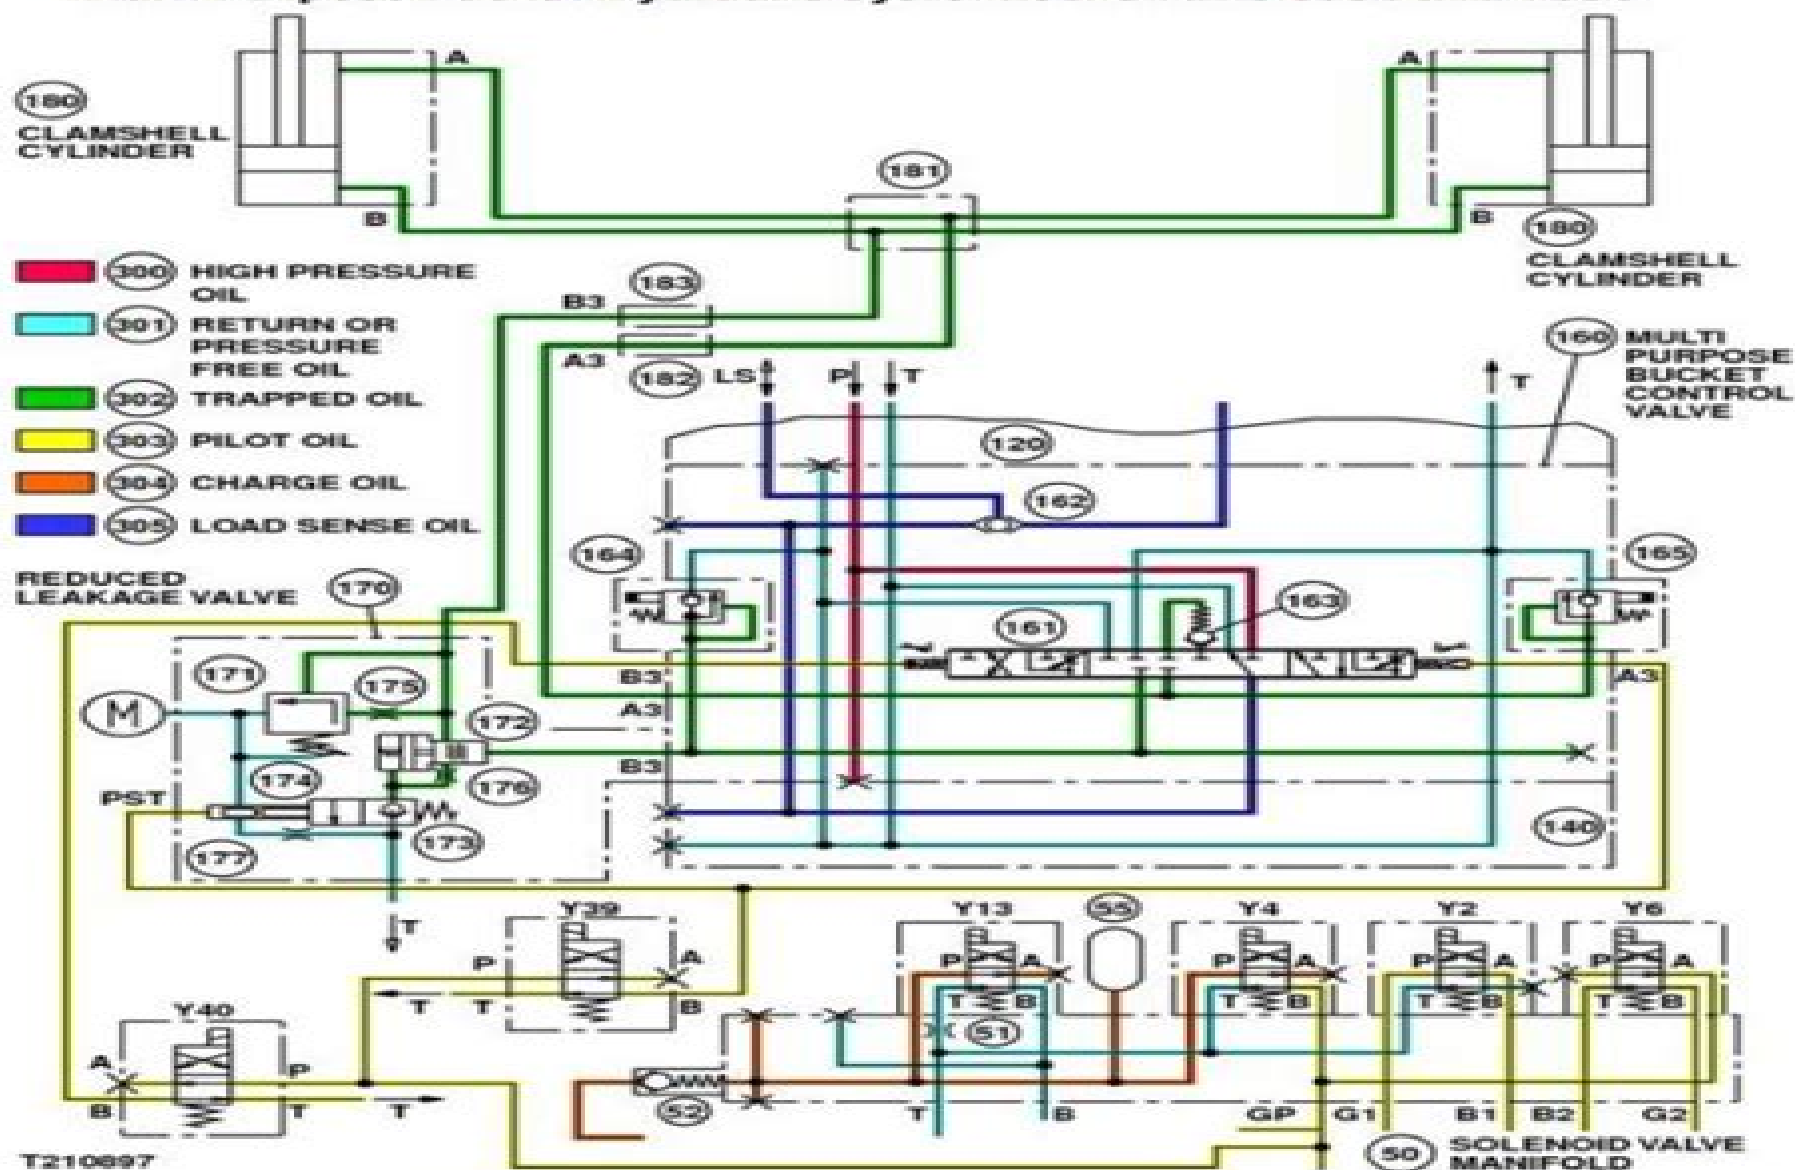 A
A
180
CLAMSHELL
CYLINDER
181
B
B
180
CLAMSHELL
CYLINDER
300 HIGH PRESSURE
OIL
301 RETURN OR
PRESSURE
FREE OIL
302 TRAPPED OIL
303 PILOT OIL
304 CHARGE OIL
305 LOAD SENSE OIL
B3
183
A3
182
LS
P
T
T
160 MULTI
PURPOSE
BUCKET
CONTROL
VALVE
120
162
164
165
REDUCED
LEAKAGE VALVE
170
163
161
171
175
B3
A3
M
A3
172
B3
174
176
PST
140
173
177
T
Y39
Y13
55
Y4
Y2
Y6
P
A
P
A
P
A
P
A
P
A
T
T
B
T
B
T
B
T
B
T
B
Y40
51
A
P
B
T
T
52
T
B
GP
G1
B1
B2
G2
50 SOLENOID VALVE
MANIFOLD
T210897